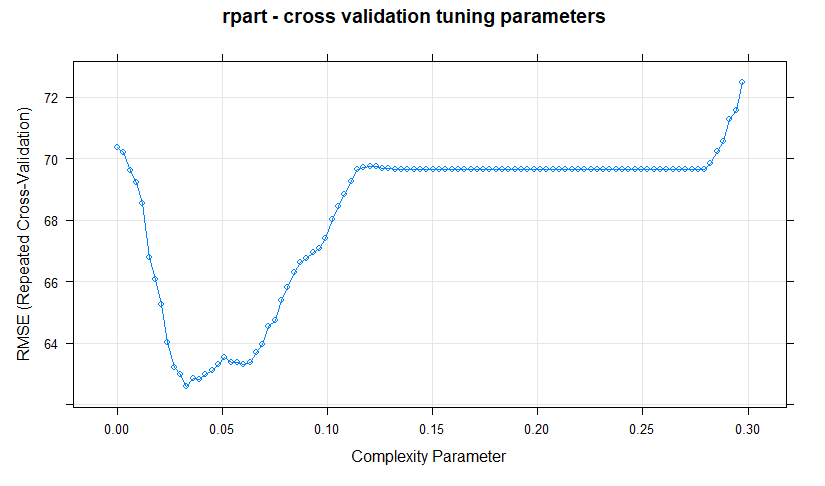 rpart - cross validation tuning parameters
RMSE (Repeated Cross-Validation)
72
70
68
66
64
0.00 0.05 0.10 0.15 0.20 0.25 0.30
Complexity Parameter